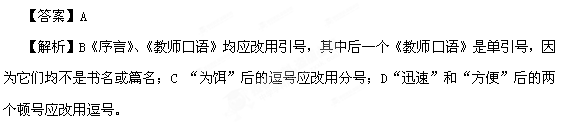 【答案】A
【解析】B《序言》、《教师口语》均应改用引号，其中后一个《教师口语》是单引号，因
为它们均不是书名或篇名；C “为饵”后的逗号应改用分号；D“迅速”和“方便”后的两
个顿号应改用逗号。